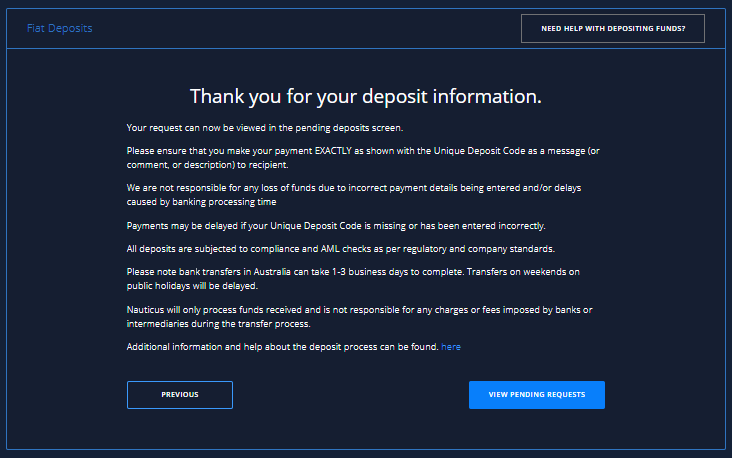 Fiat Deposits
NEED HELP WITH DEPOSITING FUNDS?
Thank you for your deposit information.
Your request can now be viewed in the pending deposits screen.
Please ensure that you make your payment EXACTLY as shown with the Unique Deposit Code as a message (or
comment, or description) to recipient.
We are not responsible for any loss of funds due to incorrect payment details being entered and/or delays
caused by banking processing time
Payments may be delayed if your Unique Deposit Code is missing or has been entered incorrectly.
All deposits are subjected to compliance and AML checks as per regulatory and company standards.
Please note bank transfers in Australia can take 1-3 business days to complete. Transfers on weekends on
public holidays will be delayed.
Nauticus will only process funds received and is not responsible for any charges or fees imposed by banks or
intermediaries during the transfer process.
Additional information and help about the deposit process can be found. here
PREVIOUS
VIEW PENDING REQUESTS